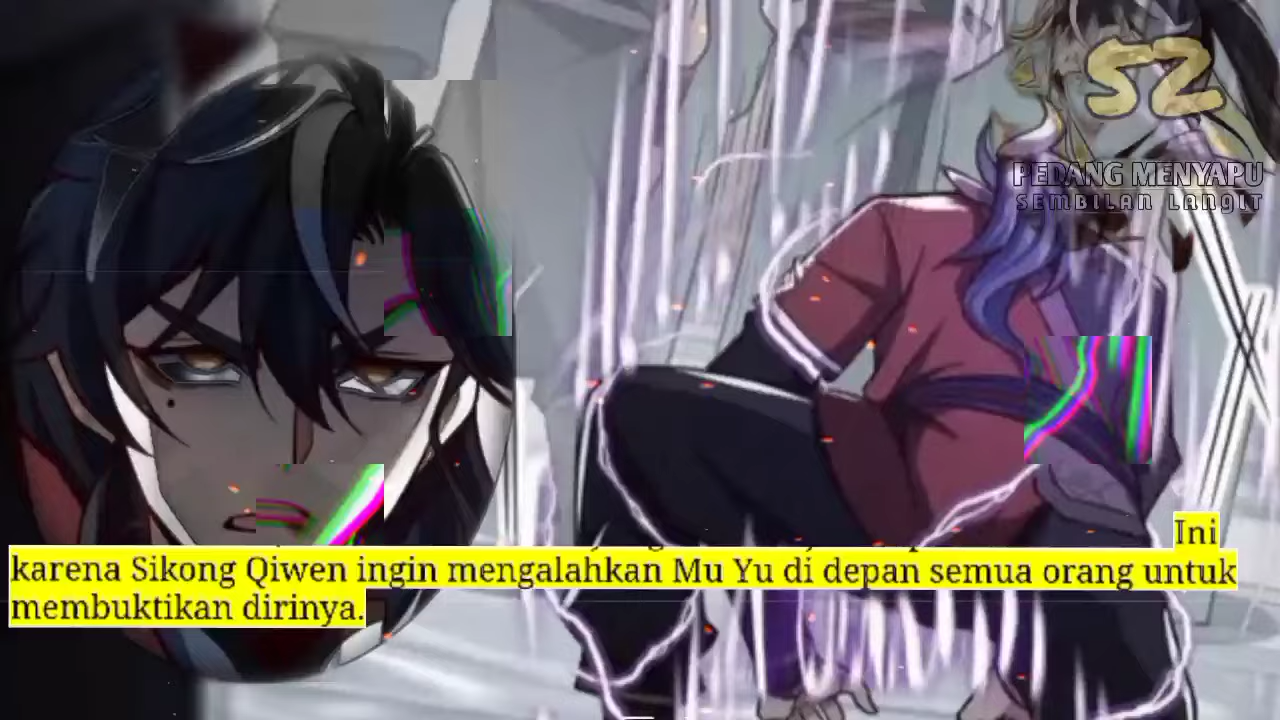 SZ
PEDANG MENYAPU
SEMBILAN LANGIT
Ini
karena Sikong Qiwen ingin mengalahkan Mu Yu di depan semua orang untuk
membuktikan dirinya.